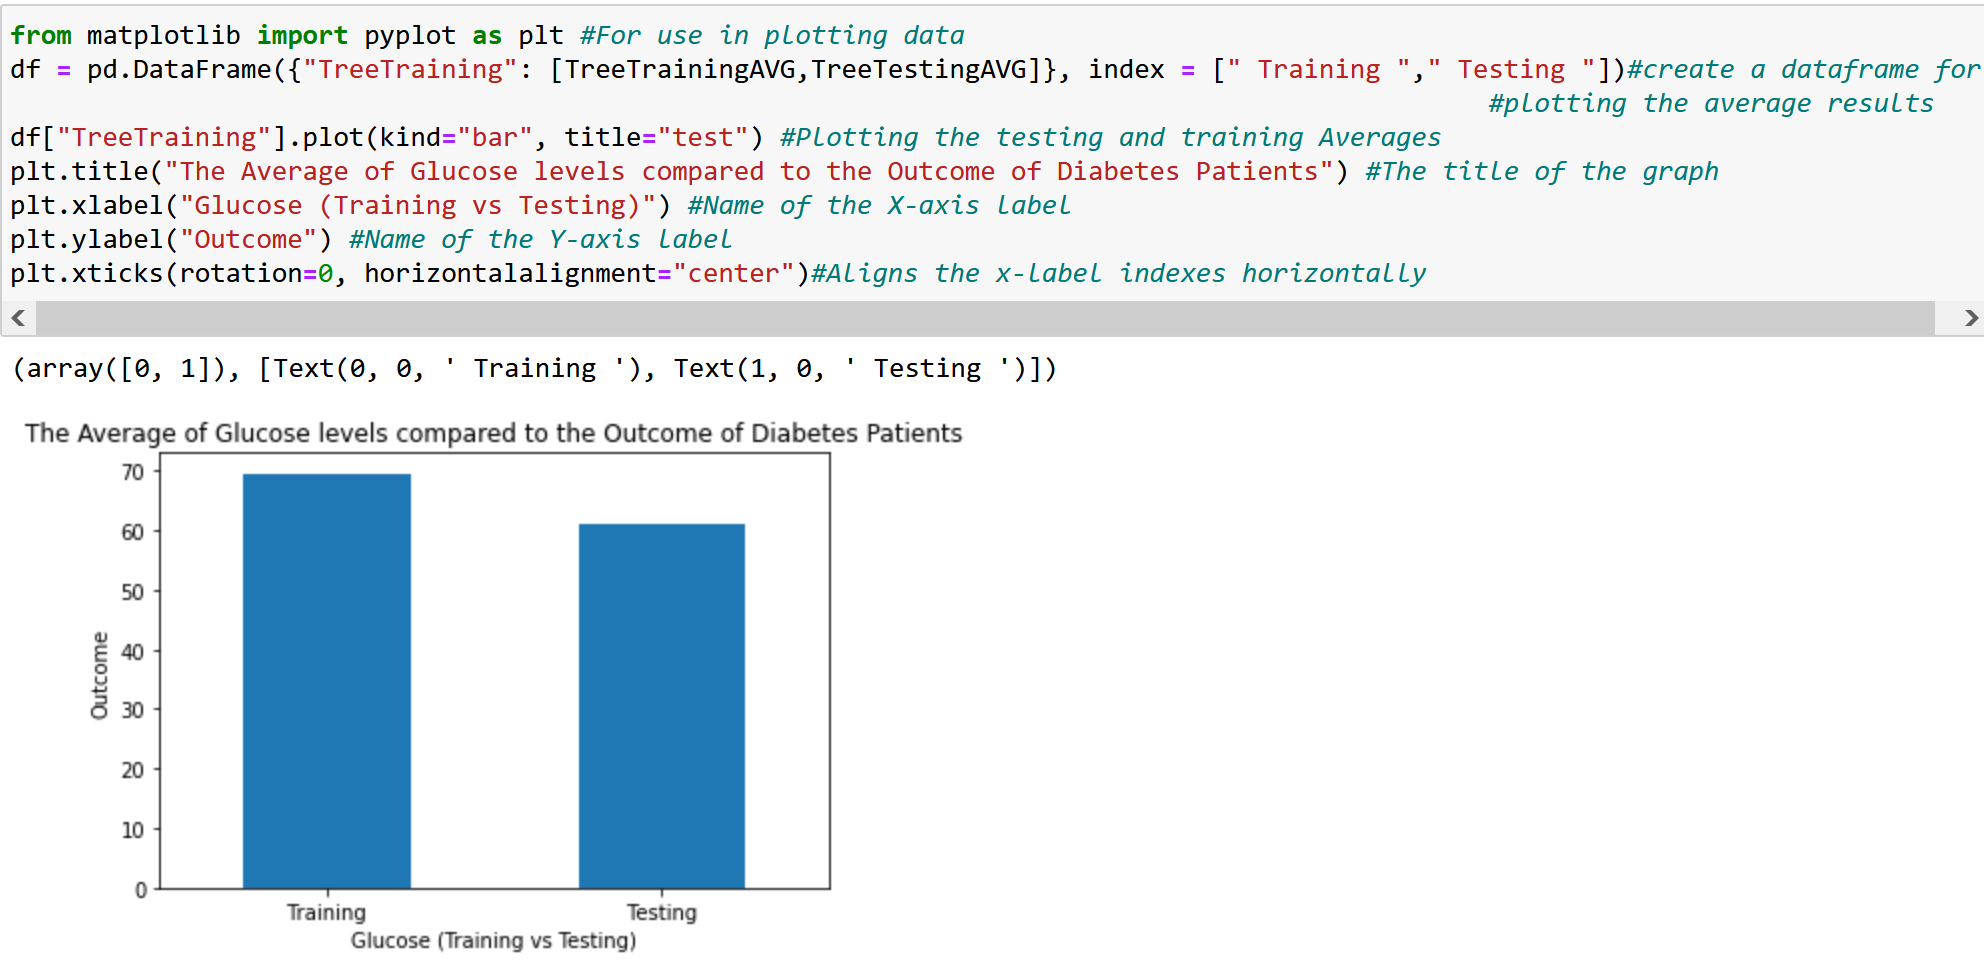 from matplotlib import pyplot as plt #For use in plotting data
df = pd.DataFrame({"TreeTraining": [TreeTrainingAVG,TreeTestingAVG]}, index = [" Training "," Testing "])#create a dataframe for
#plotting the average results
df["TreeTraining"].plot(kind="bar", title="test") #Plotting the testing and training Averages
plt.title("The Average of Glucose levels compared to the Outcome of Diabetes Patients") #The title of the graph
plt.xlabel("Glucose (Training vs Testing)") #Name of the X-axis label
plt.ylabel("Outcome") #Name of the Y-axis label
plt.xticks(rotation=0, horizontalalignment="center")#Aligns the x-label indexes horizontally
(array([0, 1]), [Text(0, 0, ' Training '), Text(1, 0, ' Testing ')])
The Average of Glucose levels compared to the Outcome of Diabetes Patients
70
60
50
40
30
20
10
0
Outcome
Training Testing
Glucose (Training vs Testing)